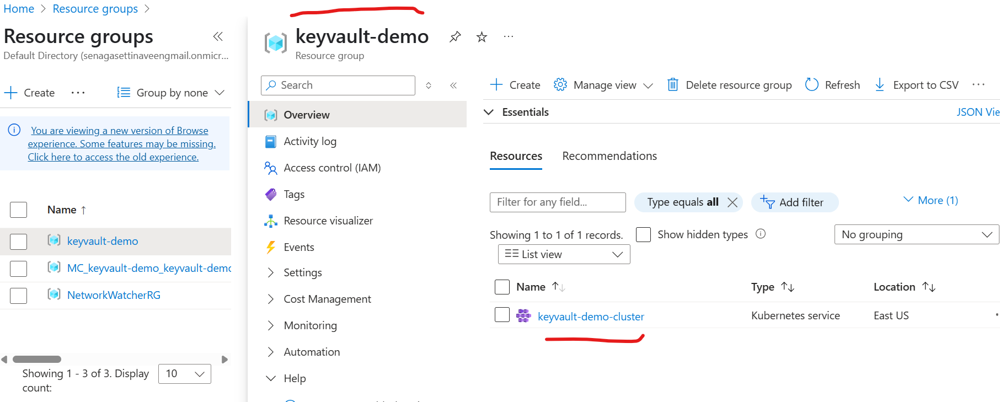 Home > Resource groups >
Resource groups
Default Directory (senagasettinaveengmail.onmicr...
Create ...
Group by none
You are viewing a new version of Browse
experience. Some features may be missing.
Click here to access the old experience.
Name ↑
keyvault-demo
MC_keyvault-demo_keyvault-demo
NetworkWatcherRG
Showing 1 - 3 of 3. Display
count:
10
keyvault-demo
Resource group
Search
Overview
Activity log
Access control (IAM)
Tags
Resource visualizer
Events
Settings
Cost Management
Monitoring
Automation
Help
Create
Manage view
Delete resource group
Refresh
Export to CSV
Essentials
JSON Vie
Resources
Recommendations
Filter for any field...
Type equals all
Add filter
More (1)
Showing 1 to 1 of 1 records.
Show hidden types
No grouping
List view
Name ↑↓
Type ↑↓
Location ↑↓
keyvault-demo-cluster
Kubernetes service
East US